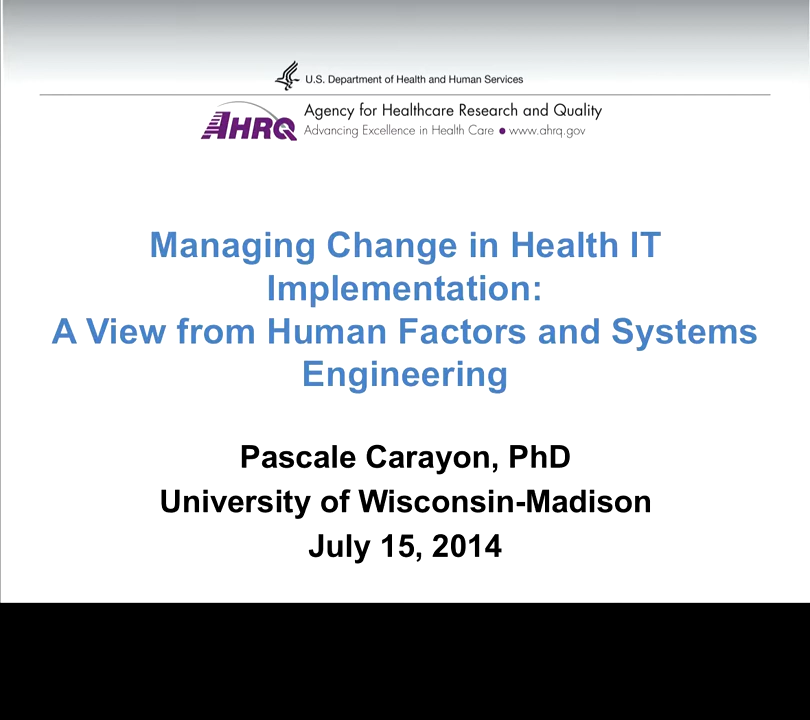 U.S. Department of Health and Human Services
AHRQ
Agency for Healthcare Research and Quality
Advancing Excellence in Health Care • www.ahrq.gov
Managing Change in Health IT
Implementation:
A View from Human Factors and Systems
Engineering
Pascale Carayon, PhD
University of Wisconsin-Madison
July 15, 2014